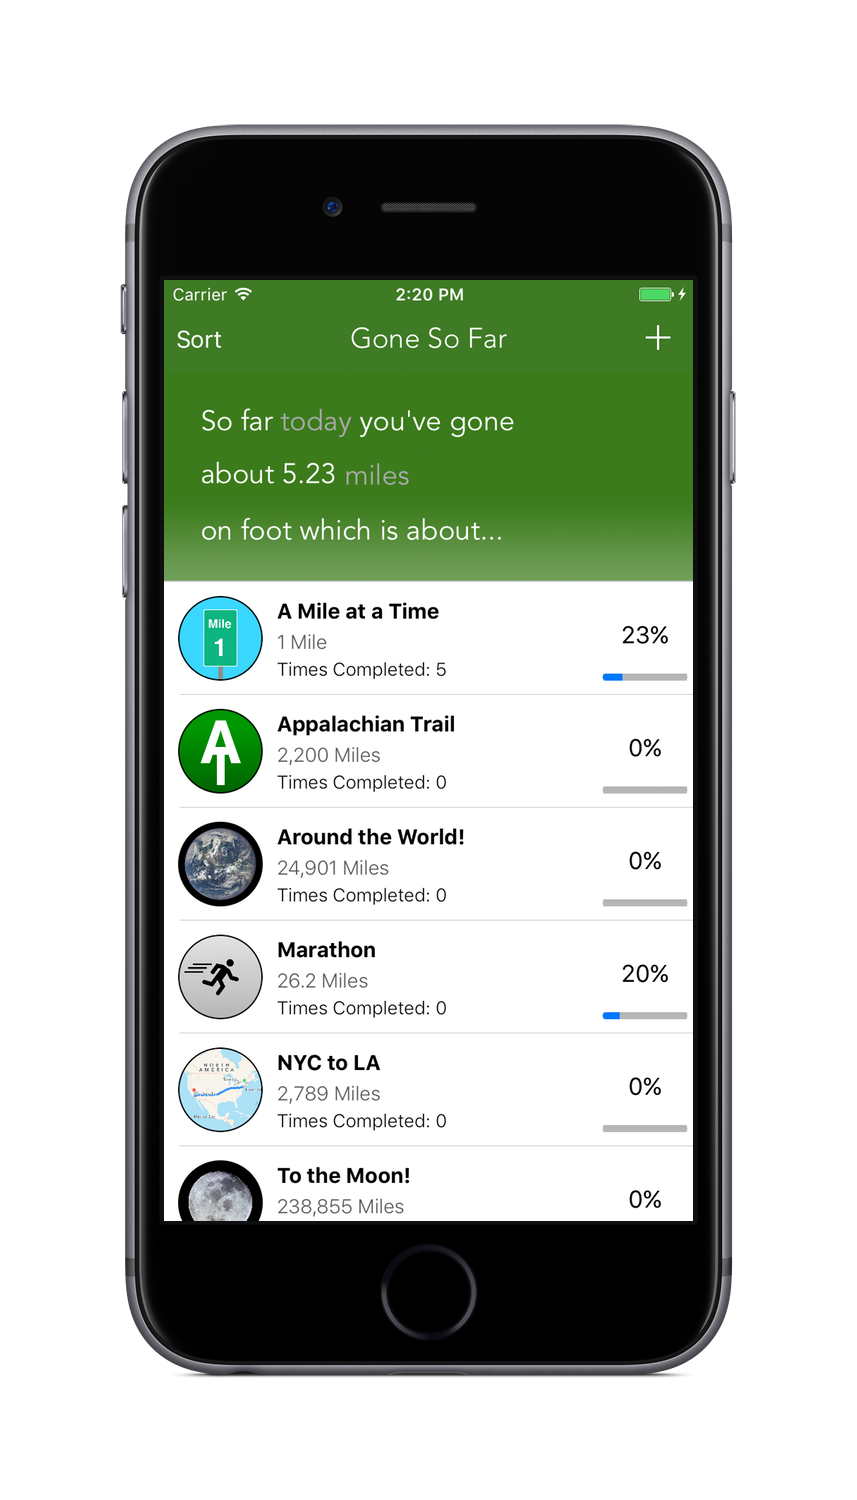 Carrier 2:20 PM
Sort Gone So Far +
So far today you've gone
about 5.23 miles
on foot which is about...
Mile
1
A Mile at a Time
1 Mile
Times Completed: 5
23%
A
T
Appalachian Trail
2,200 Miles
Times Completed: 0
0%
Around the World!
24,901 Miles
Times Completed: 0
0%
Marathon
26.2 Miles
Times Completed: 0
20%
NORTH
AMERICA
NYC to LA
2,789 Miles
Times Completed: 0
0%
To the Moon!
238,855 Miles
0%